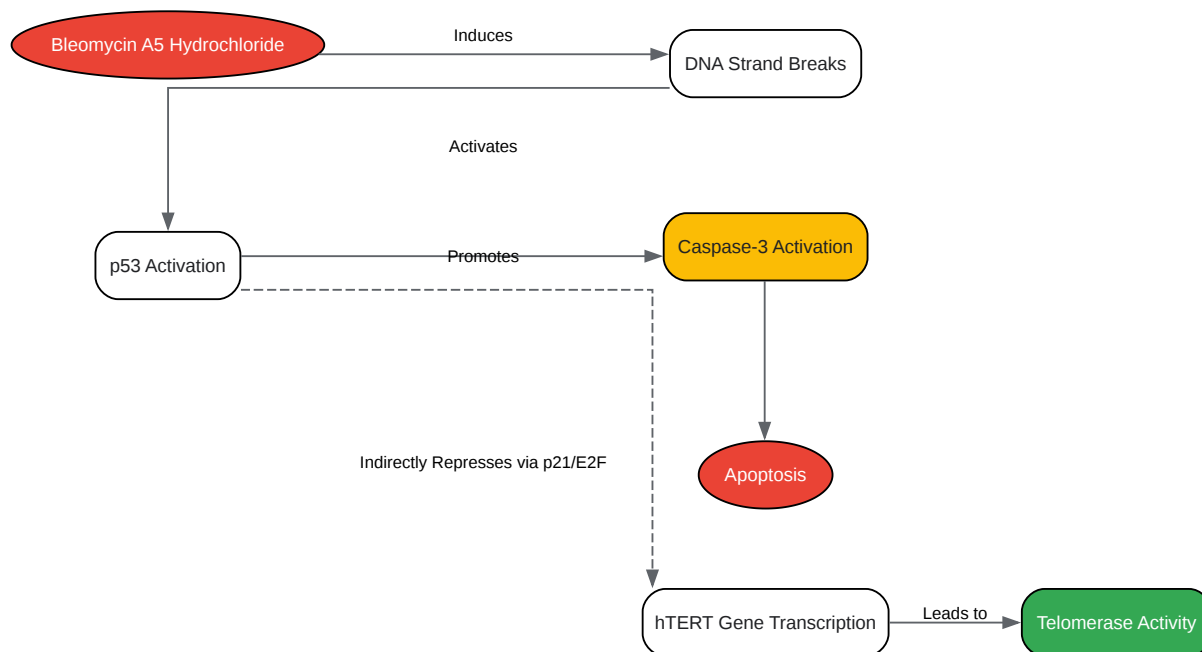 Bleomycin A5 Hydrochloride
Induces
DNA Strand Breaks
Activates
p53 Activation
Promotes
Caspase-3 Activation
Indirectly Represses via p21/E2F
Apoptosis
hTERT Gene Transcription
Leads to
Telomerase Activity